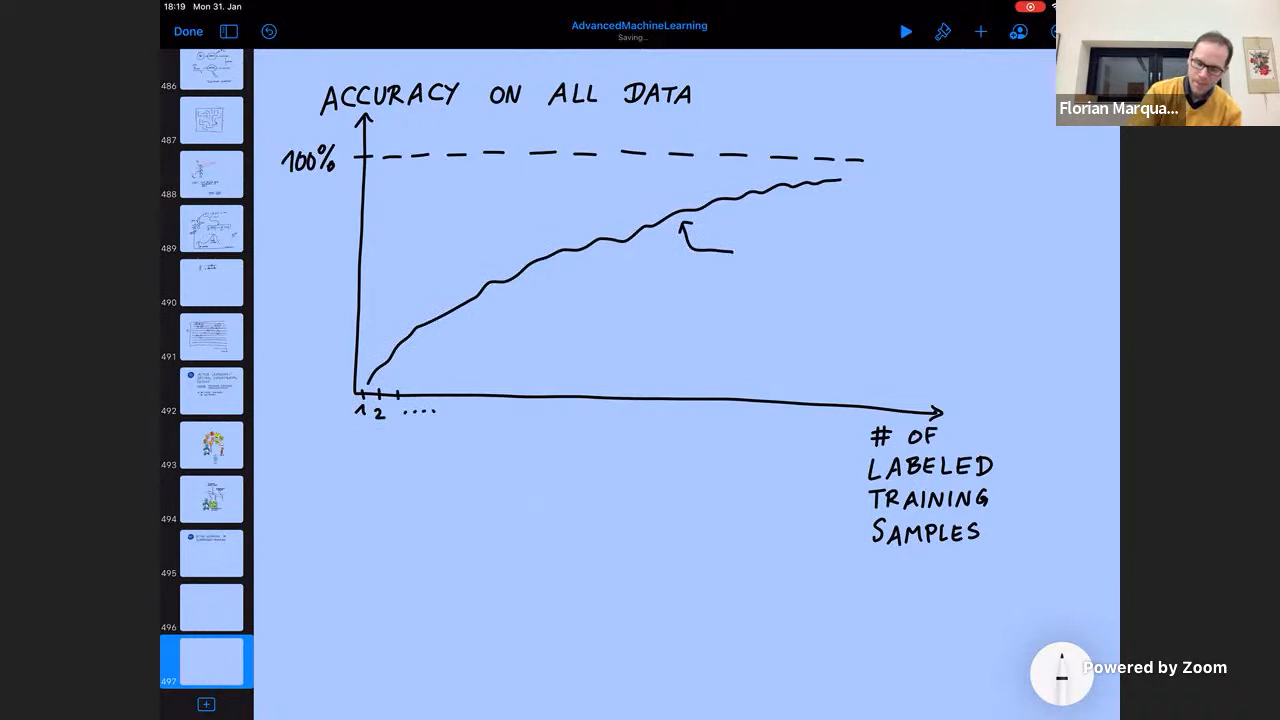 18:19 Mon 31. Jan
Done
AdvancedMachineLearning
Saving...
Florian Marqua...
486
487
488
489
490
491
492
493
494
495
496
497
ACCURACY ON ALL DATA
100%
1 2 ....
# OF
LABELED
TRAINING
SAMPLES
Powered by Zoom